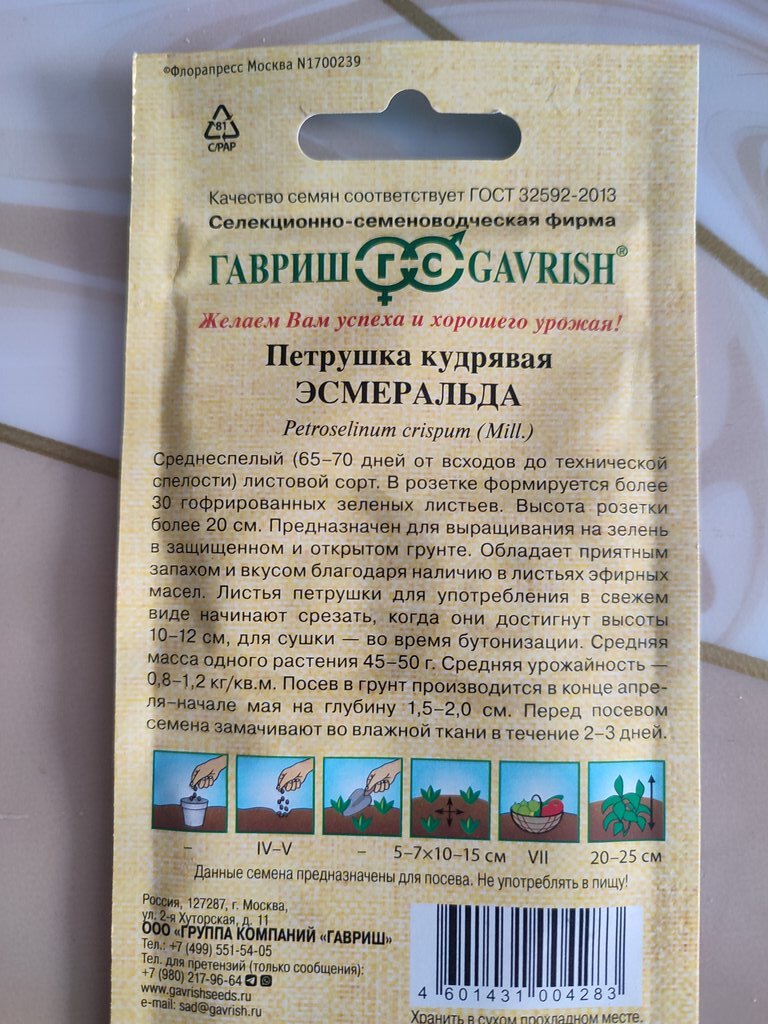 ©Флорапресс Москва N1700239
81
C/PAP
Качество семян соответствует ГОСТ 32592-2013
Селекционно-семеноводческая фирма
ГАВРИШ ГС GAVRISH®
Желаем Вам успеха и хорошего урожая!
Петрушка кудрявая
ЭСМЕРАЛЬДА
Petroselinum crispum (Mill.)
Среднеспелый (65–70 дней от всходов до технической
спелости) листовой сорт. В розетке формируется более
30 гофрированных зеленых листьев. Высота розетки
более 20 см. Предназначен для выращивания на зелень
в защищенном и открытом грунте. Обладает приятным
запахом и вкусом благодаря наличию в листьях эфирных
масел. Листья петрушки для употребления в свежем
виде начинают срезать, когда они достигнут высоты
10–12 см, для сушки — во время бутонизации. Средняя
масса одного растения 45–50 г. Средняя урожайность —
0,8–1,2 кг/кв.м. Посев в грунт производится в конце апре-
ля–начале мая на глубину 1,5–2,0 см. Перед посевом
семена замачивают во влажной ткани в течение 2–3 дней.
– IV–V – 5–7×10–15 см VII 20–25 см
Данные семена предназначены для посева. Не употреблять в пищу!
Россия, 127287, г. Москва,
ул. 2-я Хуторская, д. 11
ООО «ГРУППА КОМПАНИЙ «ГАВРИШ»
Тел.: +7 (499) 551-54-05
Тел. для претензий (только сообщения):
+7 (980) 217-96-64
www.gavrishseeds.ru
e-mail: sad@gavrish.ru
4 601431 004283
Хранить в сухом прохладном месте.